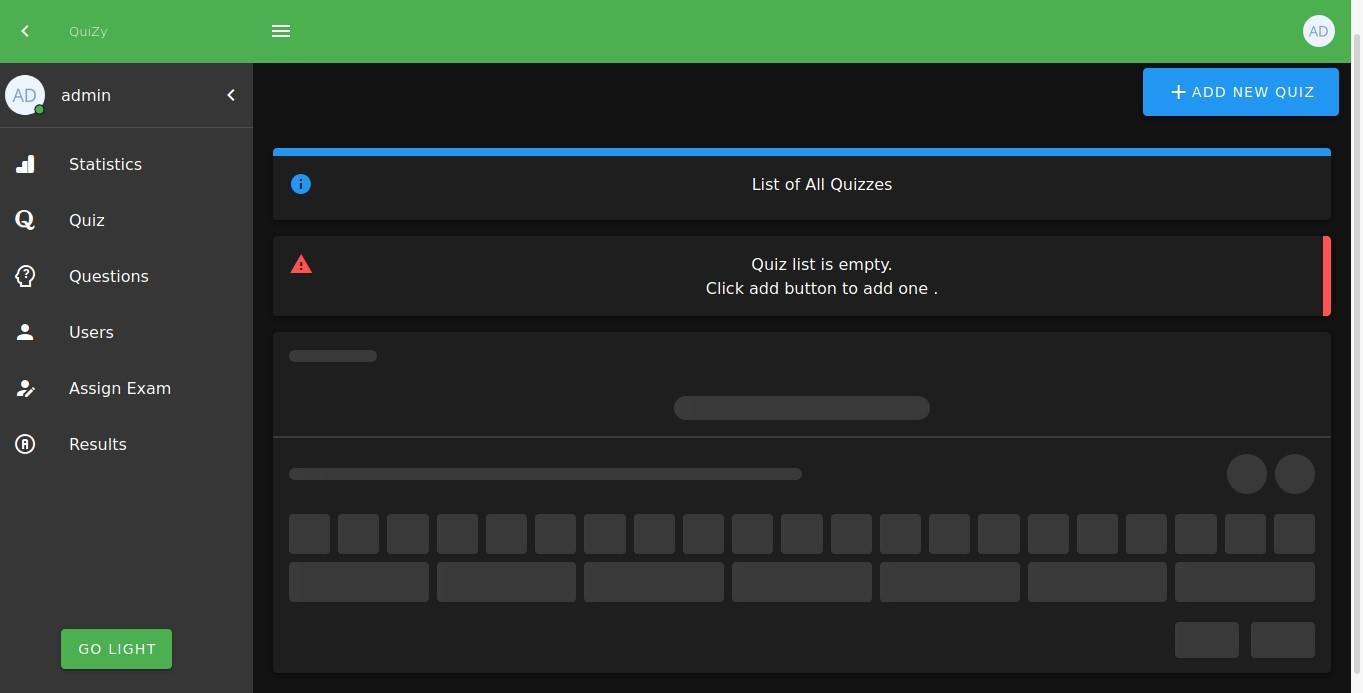 QuiZy
AD
AD
admin
ADD NEW QUIZ
Statistics
Quiz
Questions
Users
Assign Exam
Results
GO LIGHT
List of All Quizzes
Quiz list is empty.
Click add button to add one .